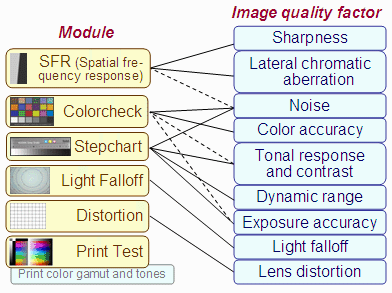 Module
SFR (Spatial fre-
quency response)
Colorcheck
Stepchart
Light Falloff
Distortion
Print Test
Print color gamut and tones
Image quality factor
Sharpness
Lateral chromatic
aberration
Noise
Color accuracy
Tonal response
and contrast
Dynamic range
Exposure accuracy
Light falloff
Lens distortion